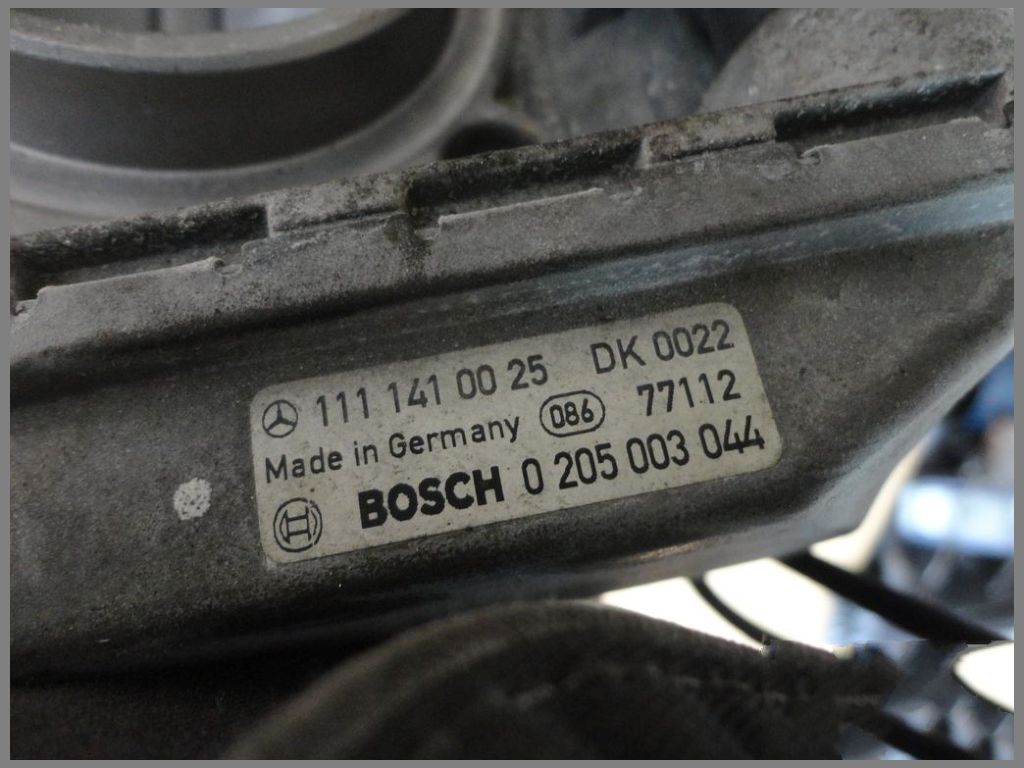 111 141 00 25 DK 0022
Made in Germany 086 77112
BOSCH 0 205 003 044